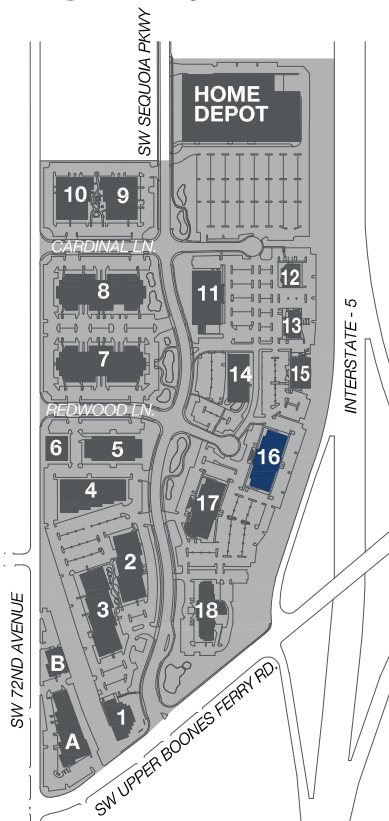 SW SEQUOIA PKWY
HOME
DEPOT
10
9
CARDINAL LN.
12
8
11
13
INTERSTATE - 5
7
14
15
REDWOOD LN.
6
5
16
4
17
2
3
18
SW 72ND AVENUE
B
1
A
SW UPPER BOONES FERRY RD.